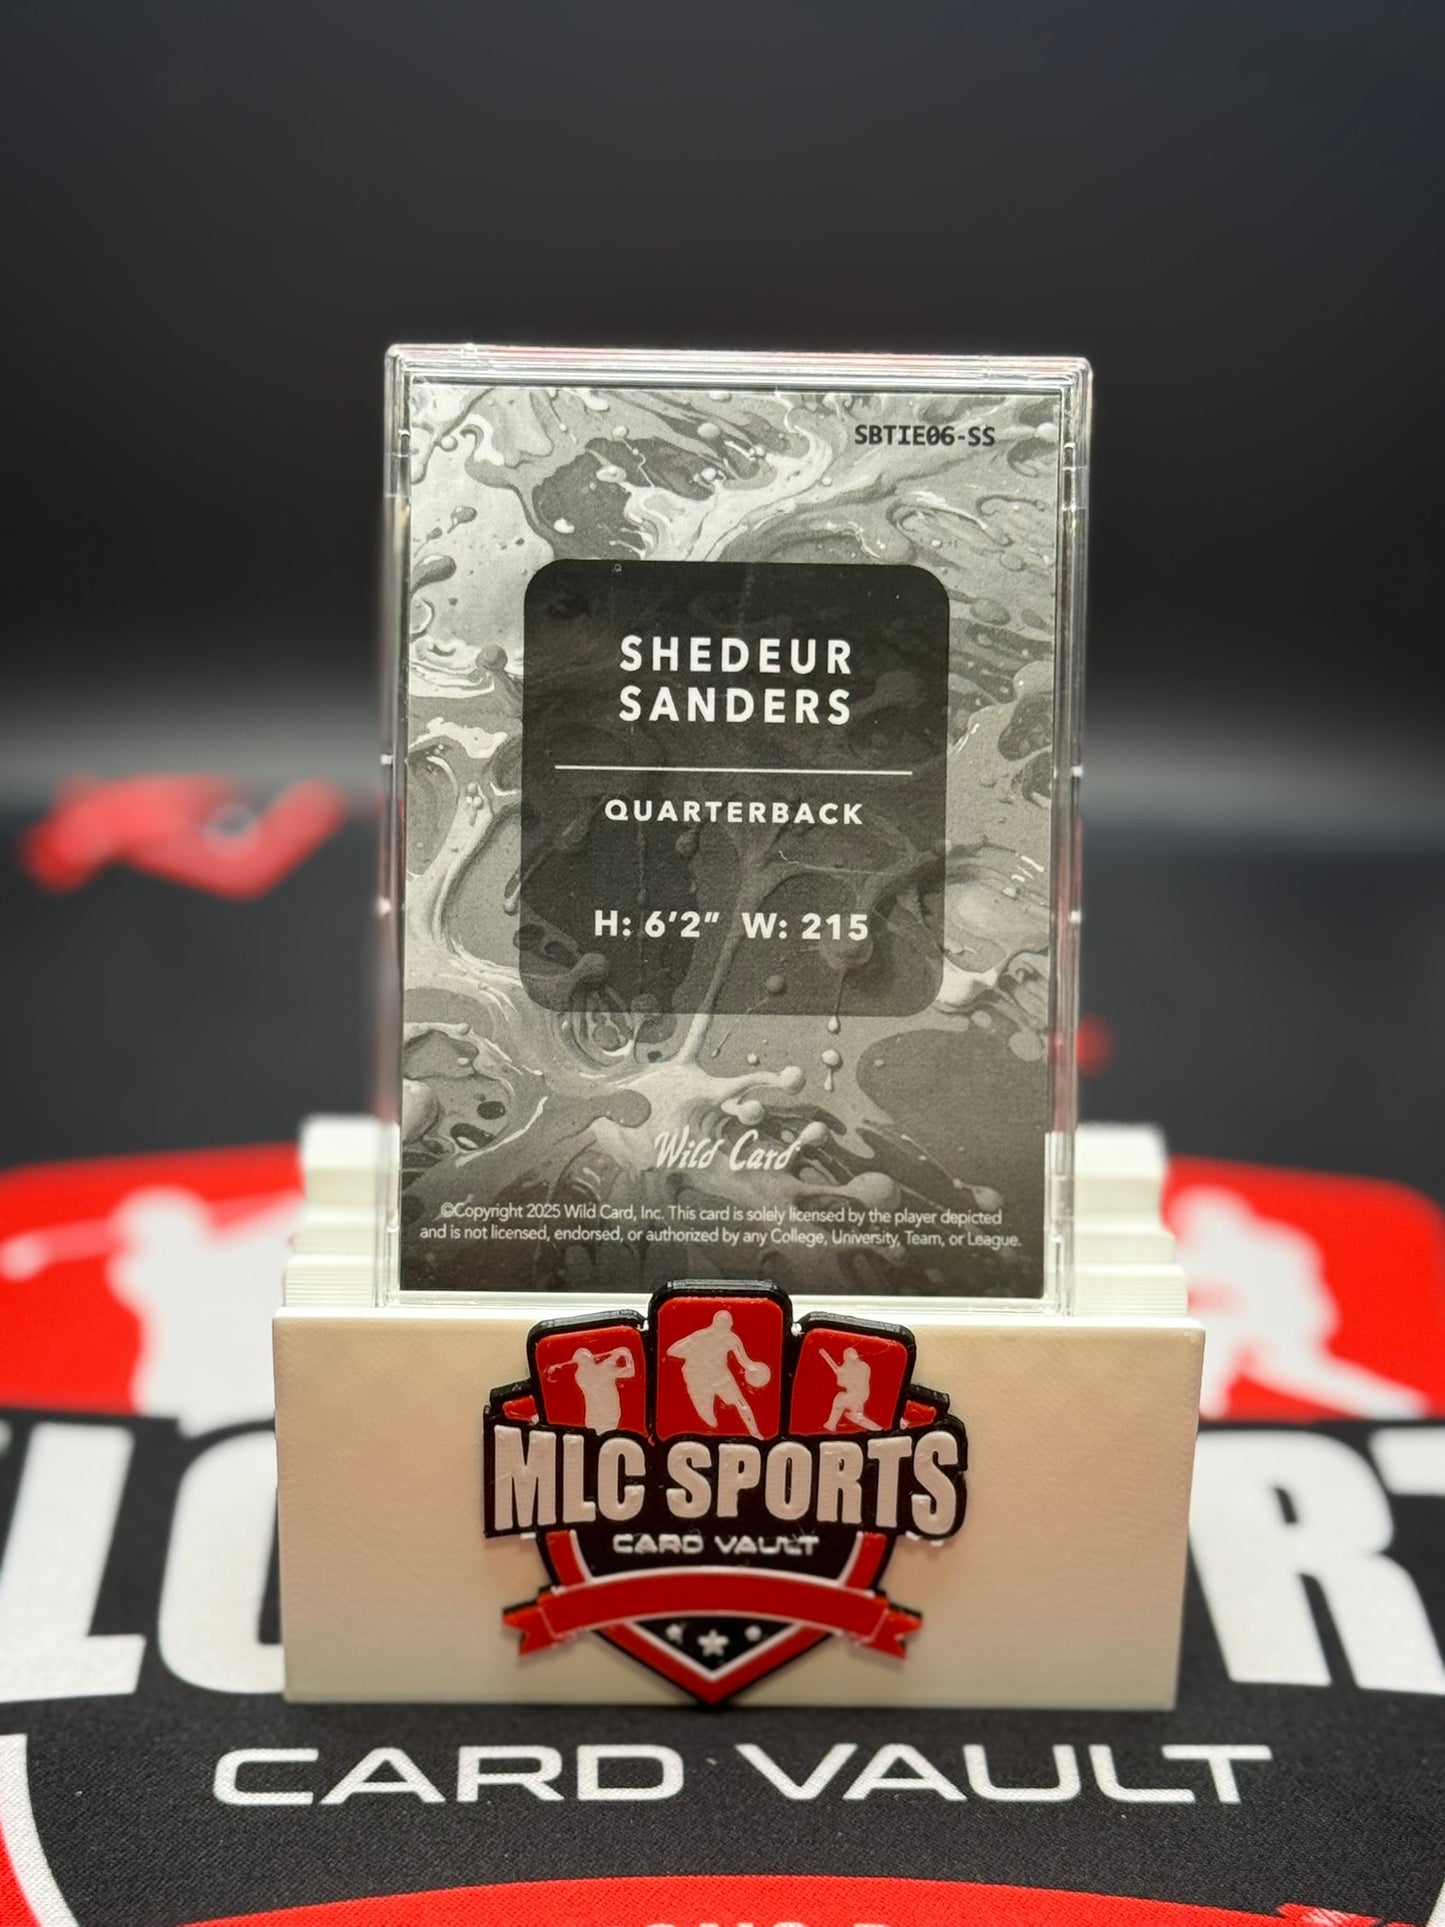 SBTIE06-SS
SHEDEUR
SANDERS
QUARTERBACK
H: 6'2" W: 215
Wild Card
©Copyright 2025 Wild Card, Inc. This card is solely licensed by the player depicted
and is not licensed, endorsed, or authorized by any College, University, Team, or League.
MLC SPORTS
CARD VAULT
CARD VAULT